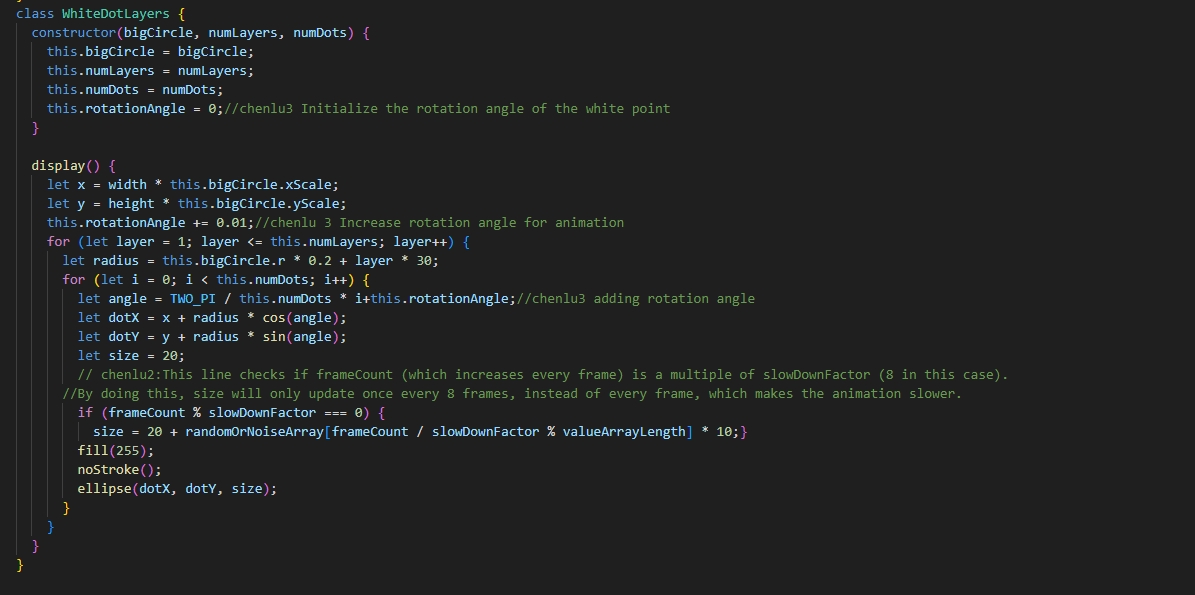 class WhiteDotLayers {
constructor(bigCircle, numLayers, numDots) {
this.bigCircle = bigCircle;
this.numLayers = numLayers;
this.numDots = numDots;
this.rotationAngle = 0;//chenlu3 Initialize the rotation angle of the white point
}
display() {
let x = width * this.bigCircle.xScale;
let y = height * this.bigCircle.yScale;
this.rotationAngle += 0.01;//chenlu 3 Increase rotation angle for animation
for (let layer = 1; layer <= this.numLayers; layer++) {
let radius = this.bigCircle.r * 0.2 + layer * 30;
for (let i = 0; i < this.numDots; i++) {
let angle = TWO_PI / this.numDots * i+this.rotationAngle;//chenlu3 adding rotation angle
let dotX = x + radius * cos(angle);
let dotY = y + radius * sin(angle);
let size = 20;
// chenlu2:This line checks if frameCount (which increases every frame) is a multiple of slowDownFactor (8 in this case).
//By doing this, size will only update once every 8 frames, instead of every frame, which makes the animation slower.
if (frameCount % slowDownFactor === 0) {
size = 20 + randomOrNoiseArray[frameCount / slowDownFactor % valueArrayLength] * 10;}
fill(255);
noStroke();
ellipse(dotX, dotY, size);
}
}
}
}